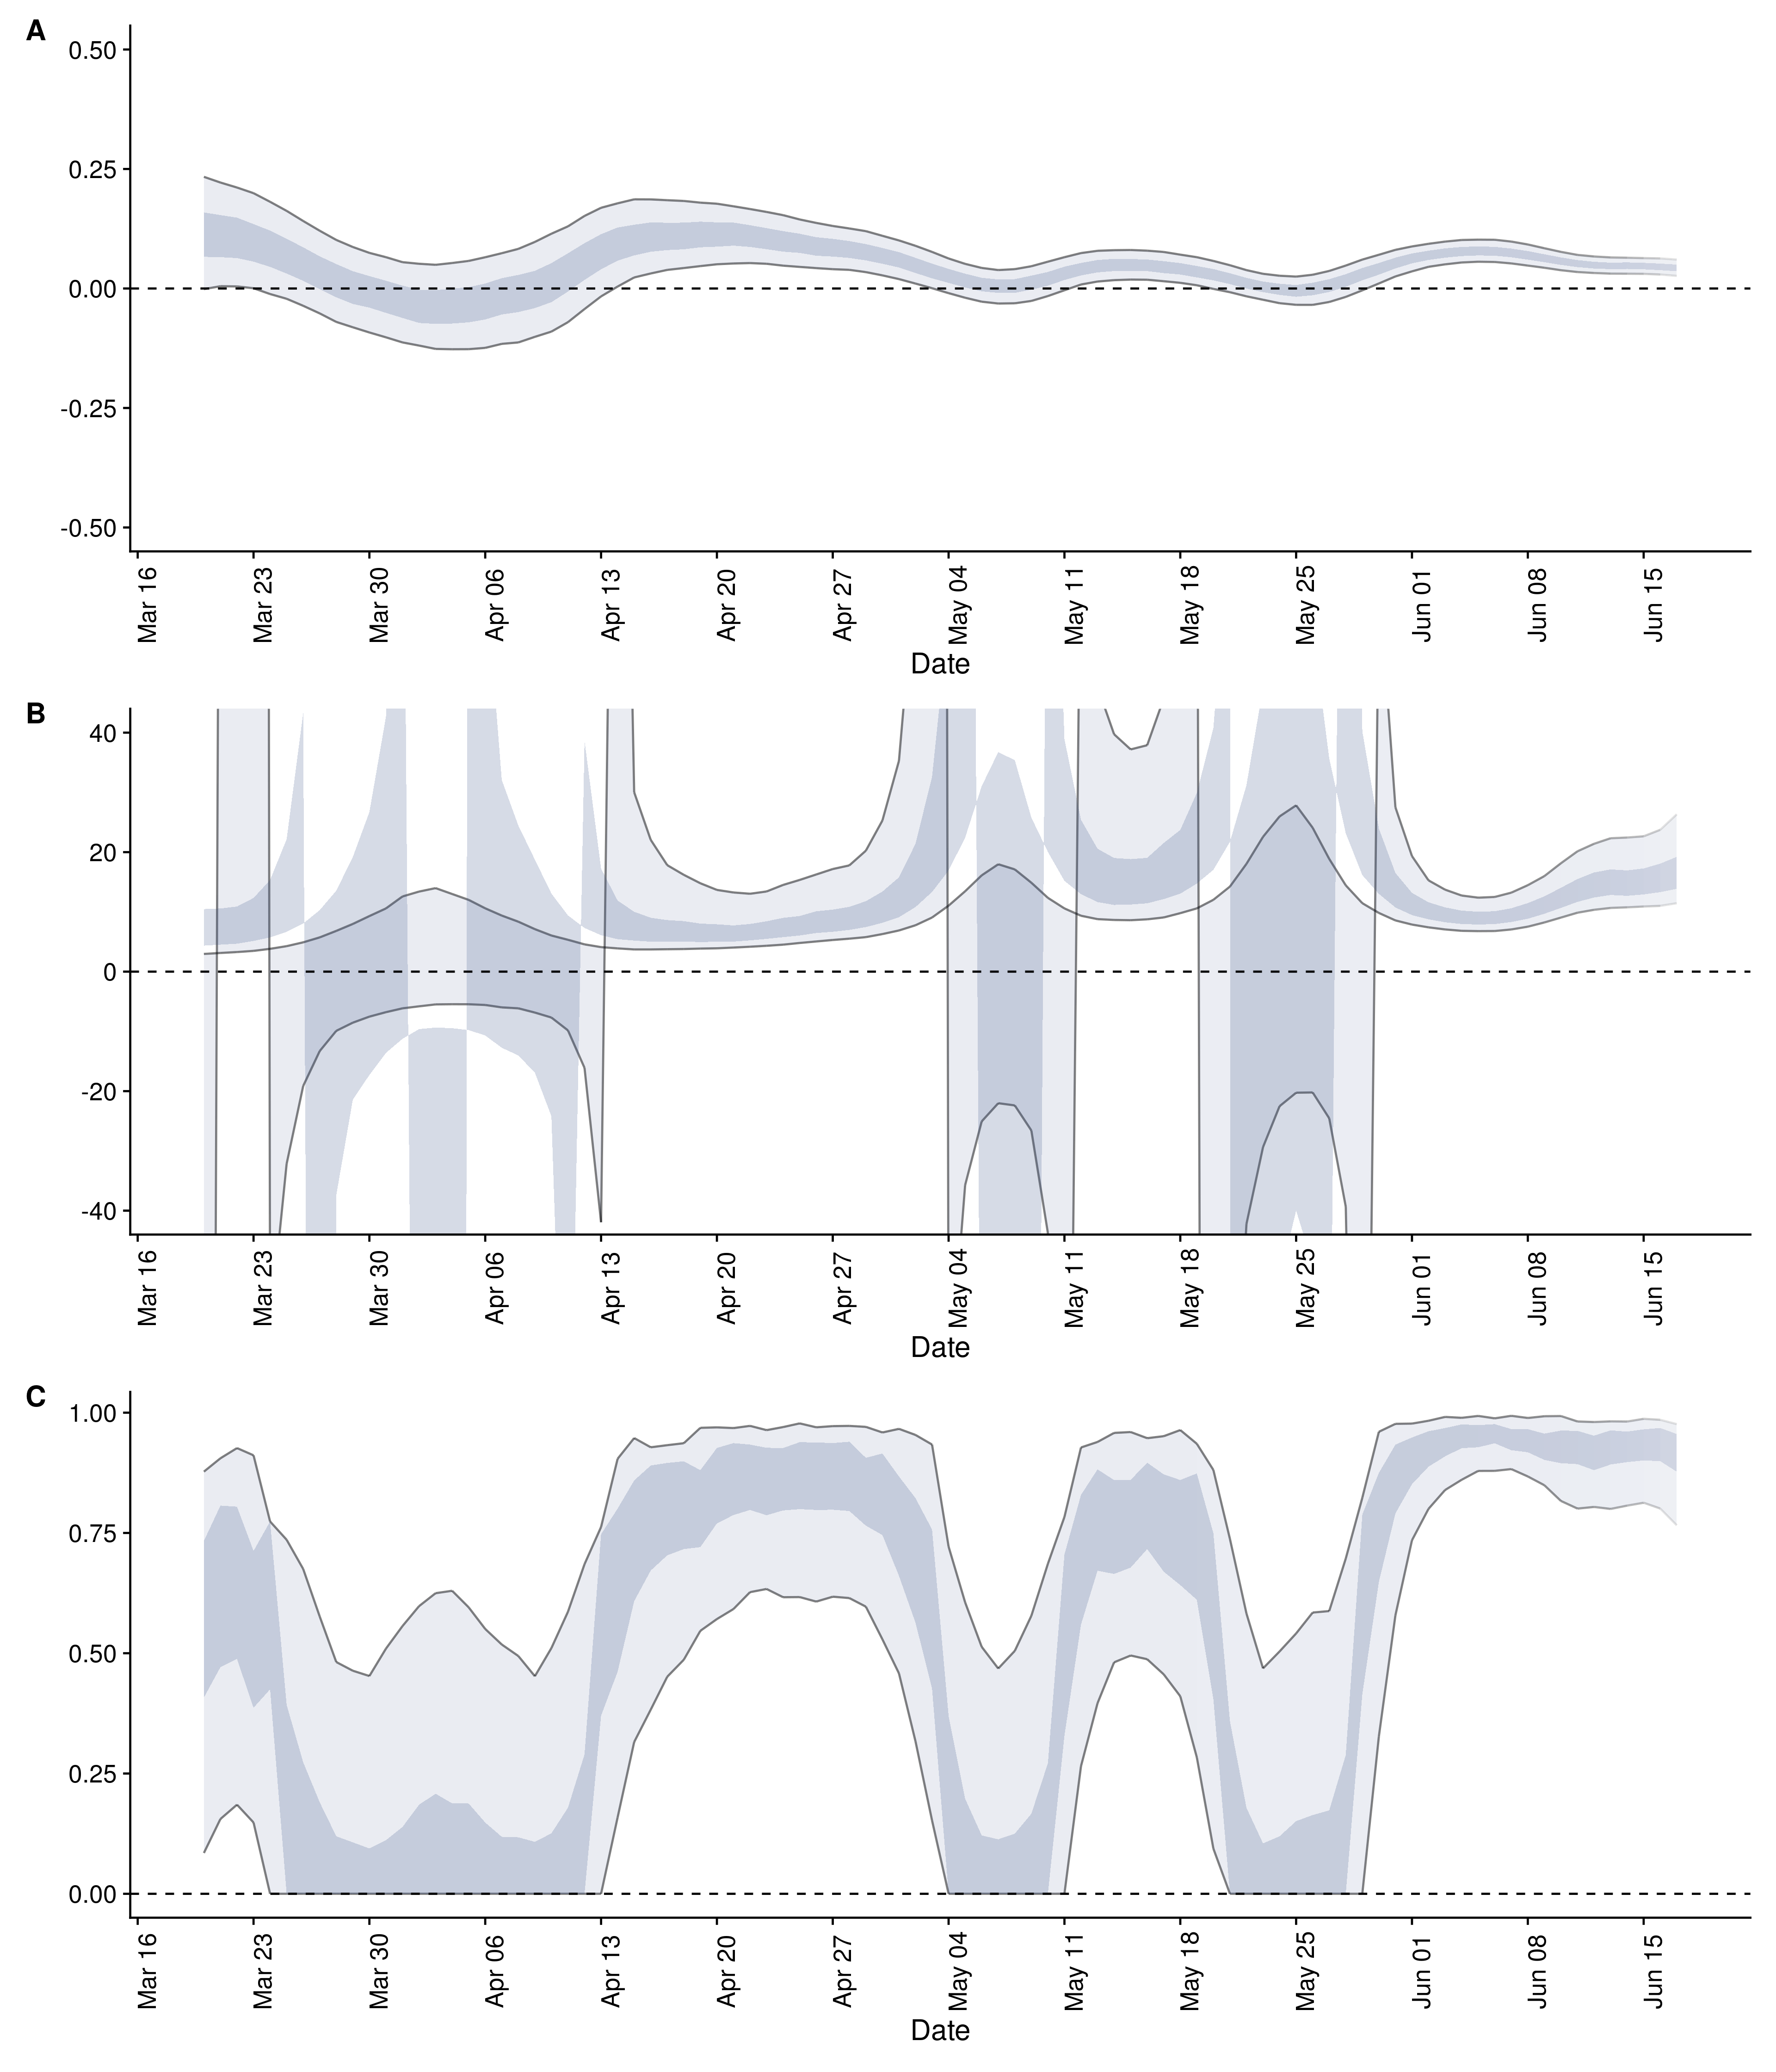 A
0.50
0.25
0.00
-0.25
-0.50
Mar 16
Mar 23
Mar 30
Apr 06
Apr 13
Apr 20
Apr 27
May 04
May 11
May 18
May 25
Jun 01
Jun 08
Jun 15
Date
B
40
20
0
-20
-40
Mar 16
Mar 23
Mar 30
Apr 06
Apr 13
Apr 20
Apr 27
May 04
May 11
May 18
May 25
Jun 01
Jun 08
Jun 15
Date
C
1.00
0.75
0.50
0.25
0.00
Mar 16
Mar 23
Mar 30
Apr 06
Apr 13
Apr 20
Apr 27
May 04
May 11
May 18
May 25
Jun 01
Jun 08
Jun 15
Date